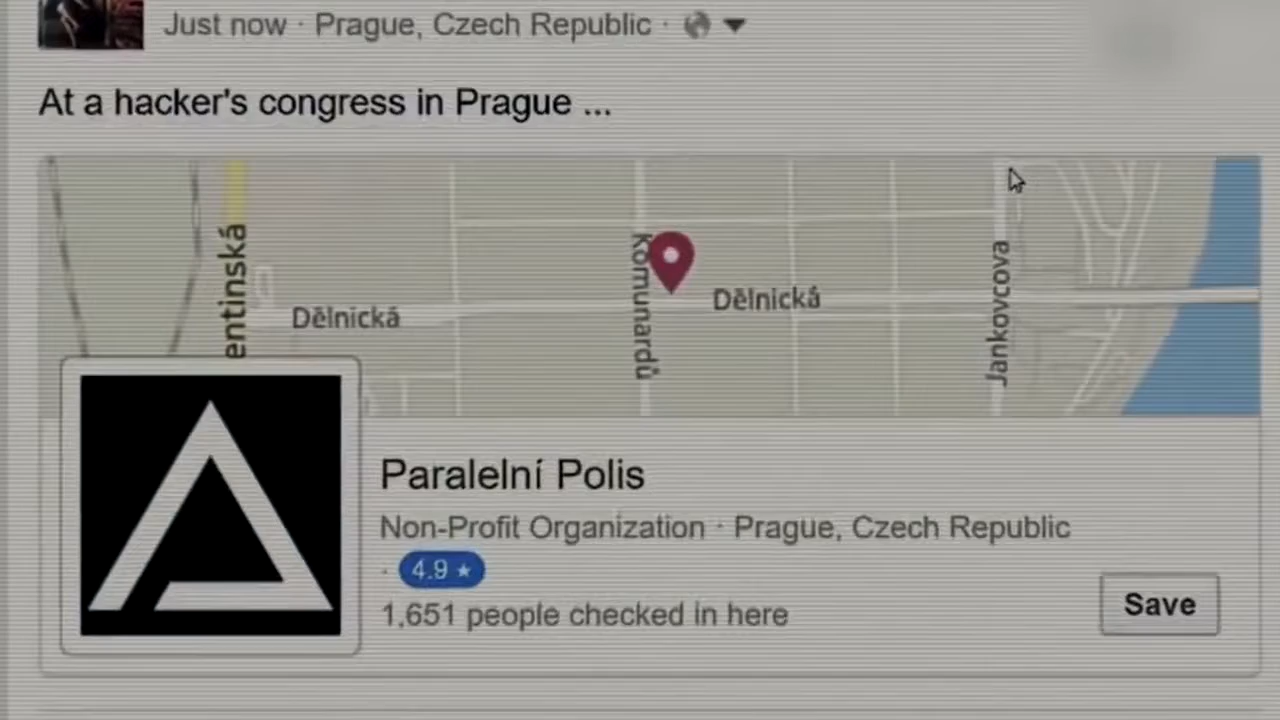 Just now · Prague, Czech Republic ·
At a hacker's congress in Prague ...
entinská
Dělnická
Komunardů
Dělnická
Jankovcova
Paralelní Polis
Non-Profit Organization · Prague, Czech Republic
· 4.9 ★
1,651 people checked in here
Save